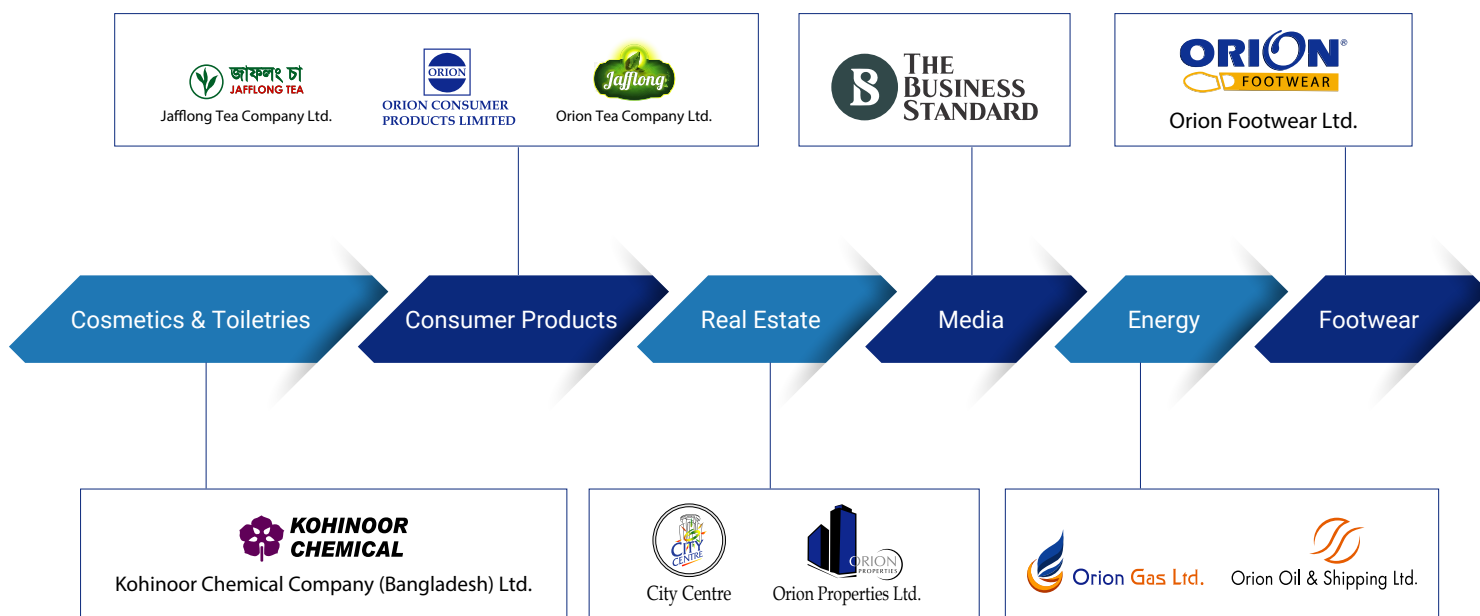 জাফলং চা
JAFFLONG TEA
Jafflong Tea Company Ltd.
ORION
ORION CONSUMER
PRODUCTS LIMITED
Jafflong
Orion Tea Company Ltd.
B
THE
BUSINESS
STANDARD
ORION®
FOOTWEAR
Orion Footwear Ltd.
Cosmetics & Toiletries
Consumer Products
Real Estate
Media
Energy
Footwear
KOHINOOR
CHEMICAL
Kohinoor Chemical Company (Bangladesh) Ltd.
CITY
CENTRE
City Centre
ORION
PROPERTIES
Orion Properties Ltd.
Orion Gas Ltd.
Orion Oil & Shipping Ltd.